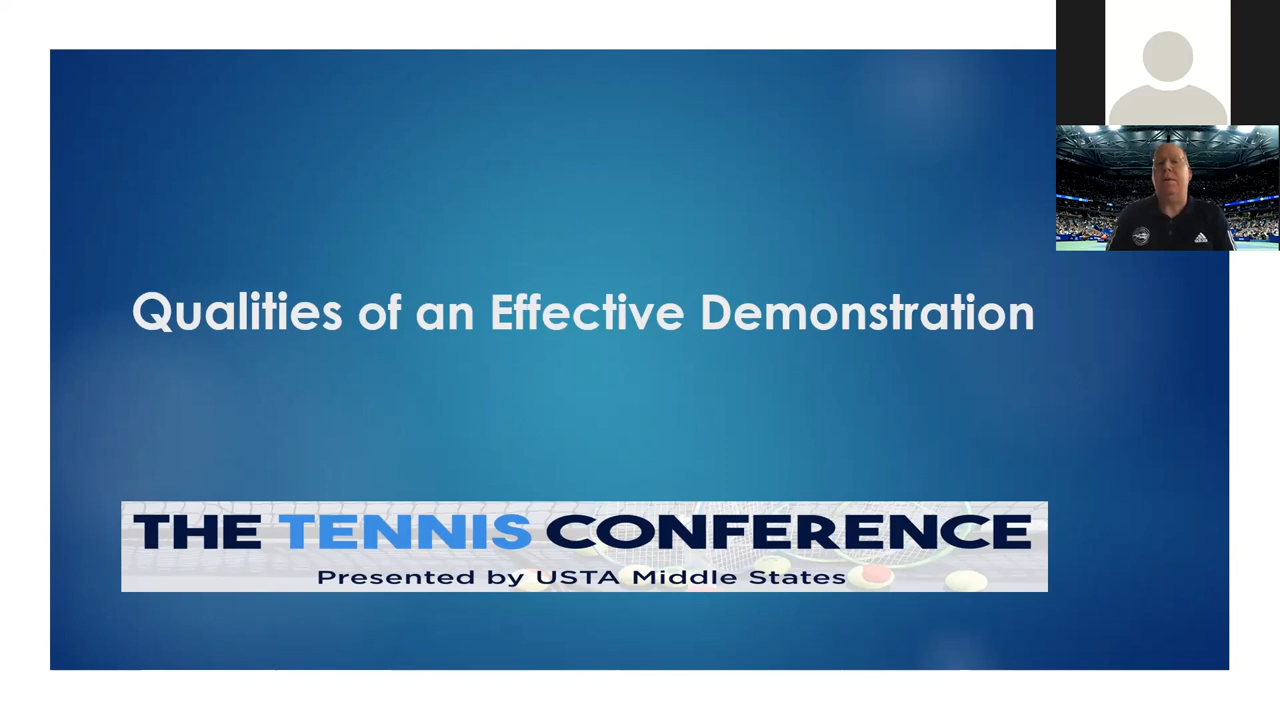 Qualities of an Effective Demonstration
THE TENNIS CONFERENCE
Presented by USTA Middle States